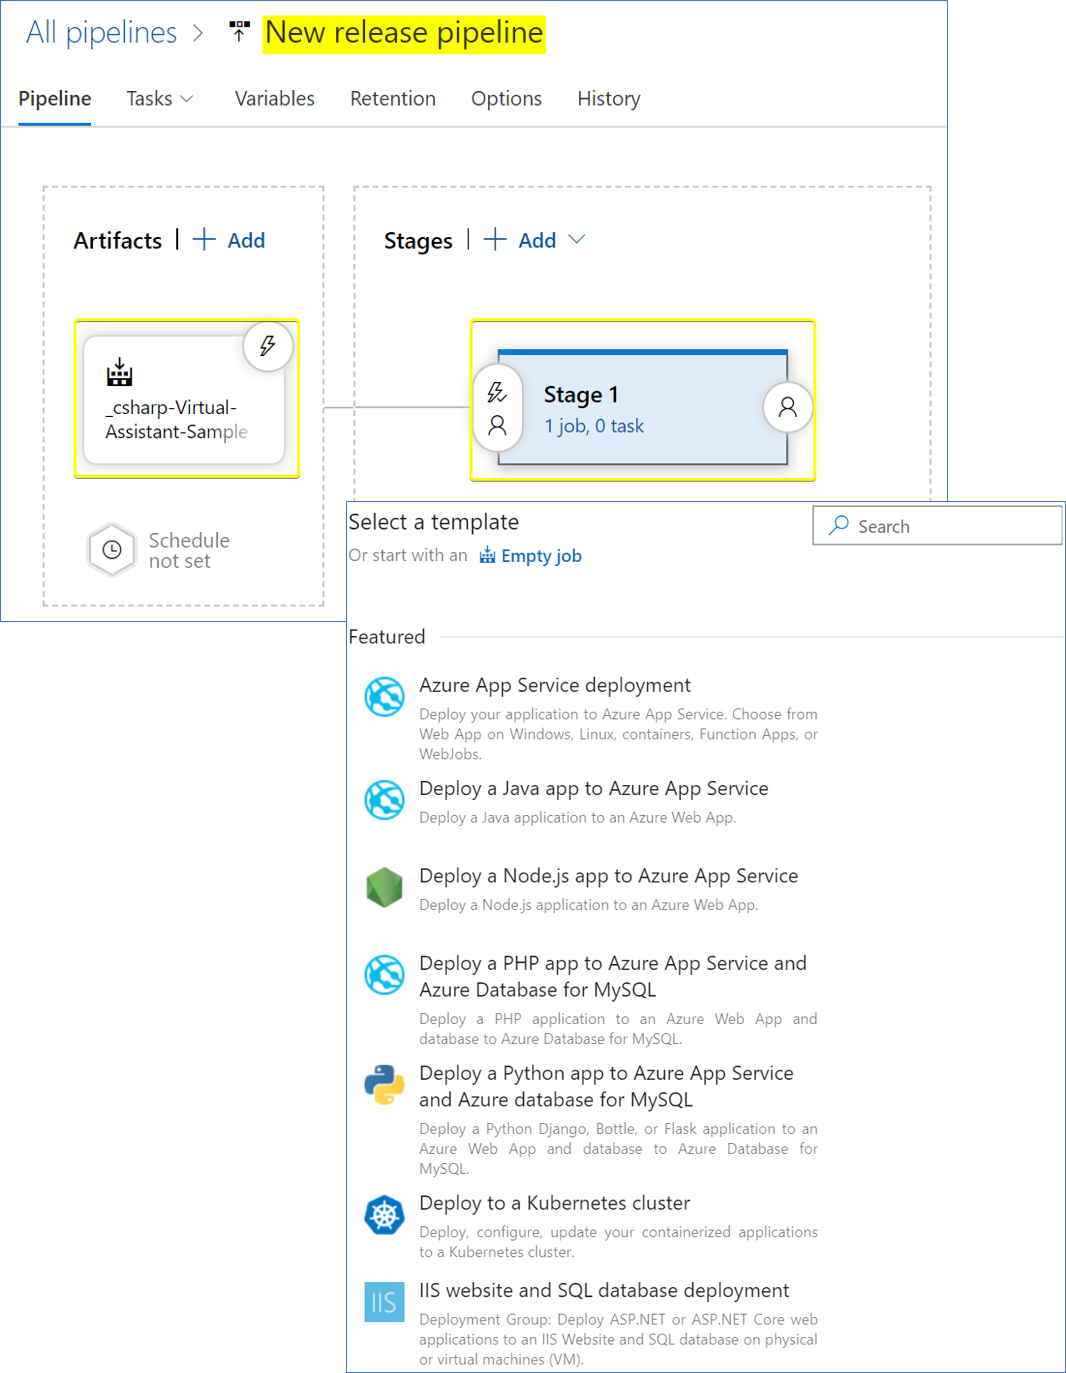 All pipelines > New release pipeline
Pipeline Tasks Variables Retention Options History
Artifacts | + Add
Stages | + Add
_csharp-Virtual-
Assistant-Sample
Stage 1
1 job, 0 task
Schedule
not set
Select a template
Search
Or start with an Empty job
Featured
Azure App Service deployment
Deploy your application to Azure App Service. Choose from
Web App on Windows, Linux, containers, Function Apps, or
WebJobs.
Deploy a Java app to Azure App Service
Deploy a Java application to an Azure Web App.
Deploy a Node.js app to Azure App Service
Deploy a Node.js application to an Azure Web App.
Deploy a PHP app to Azure App Service and
Azure Database for MySQL
Deploy a PHP application to an Azure Web App and
database to Azure Database for MySQL.
Deploy a Python app to Azure App Service
and Azure database for MySQL
Deploy a Python Django, Bottle, or Flask application to an
Azure Web App and database to Azure Database for
MySQL.
Deploy to a Kubernetes cluster
Deploy, configure, update your containerized applications
to a Kubernetes cluster.
IIS
IIS website and SQL database deployment
Deployment Group: Deploy ASP.NET or ASP.NET Core web
applications to an IIS Website and SQL database on physical
or virtual machines (VM).